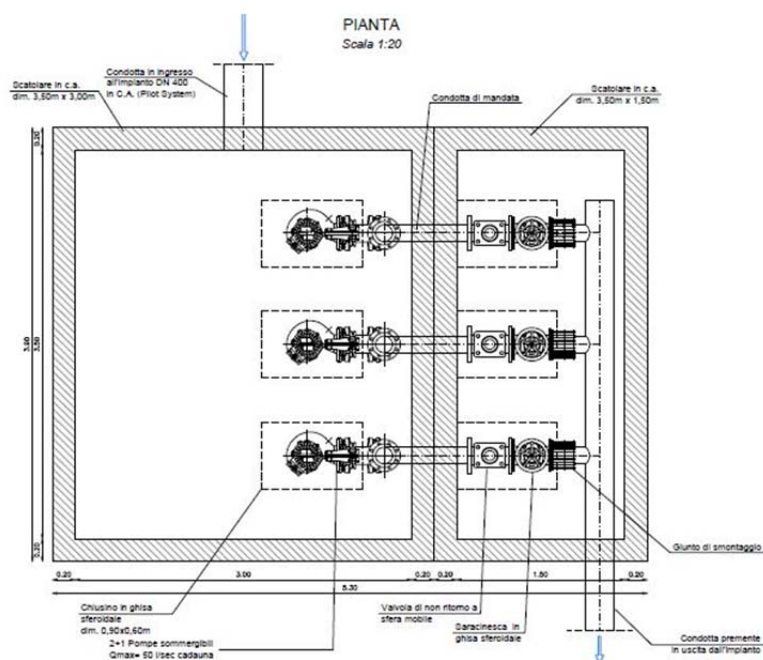 PIANTA
Scala 1:20
Scatolare in c.a.
dim. 3,50m x 3,00m
Condotta in ingresso
all'impianto DN 400
in C.A. (Pilot System)
Condotta di mandata
Scatolare in c.a.
dim. 3,50m x 1,50m
0.20
3.90
3.50
0.20
0.20
3.00
0.20
0.20
1.50
0.20
5.30
Giunto di smontaggio
Chiusino in ghisa
sferoidale
dim. 0,90x0,60m
2+1 Pompe sommergibili
Qmax= 50 l/sec cadauna
Valvola di non ritorno a
sfera mobile
Saracinesca in
ghisa sferoidale
Condotta premente
in uscita dall'impianto